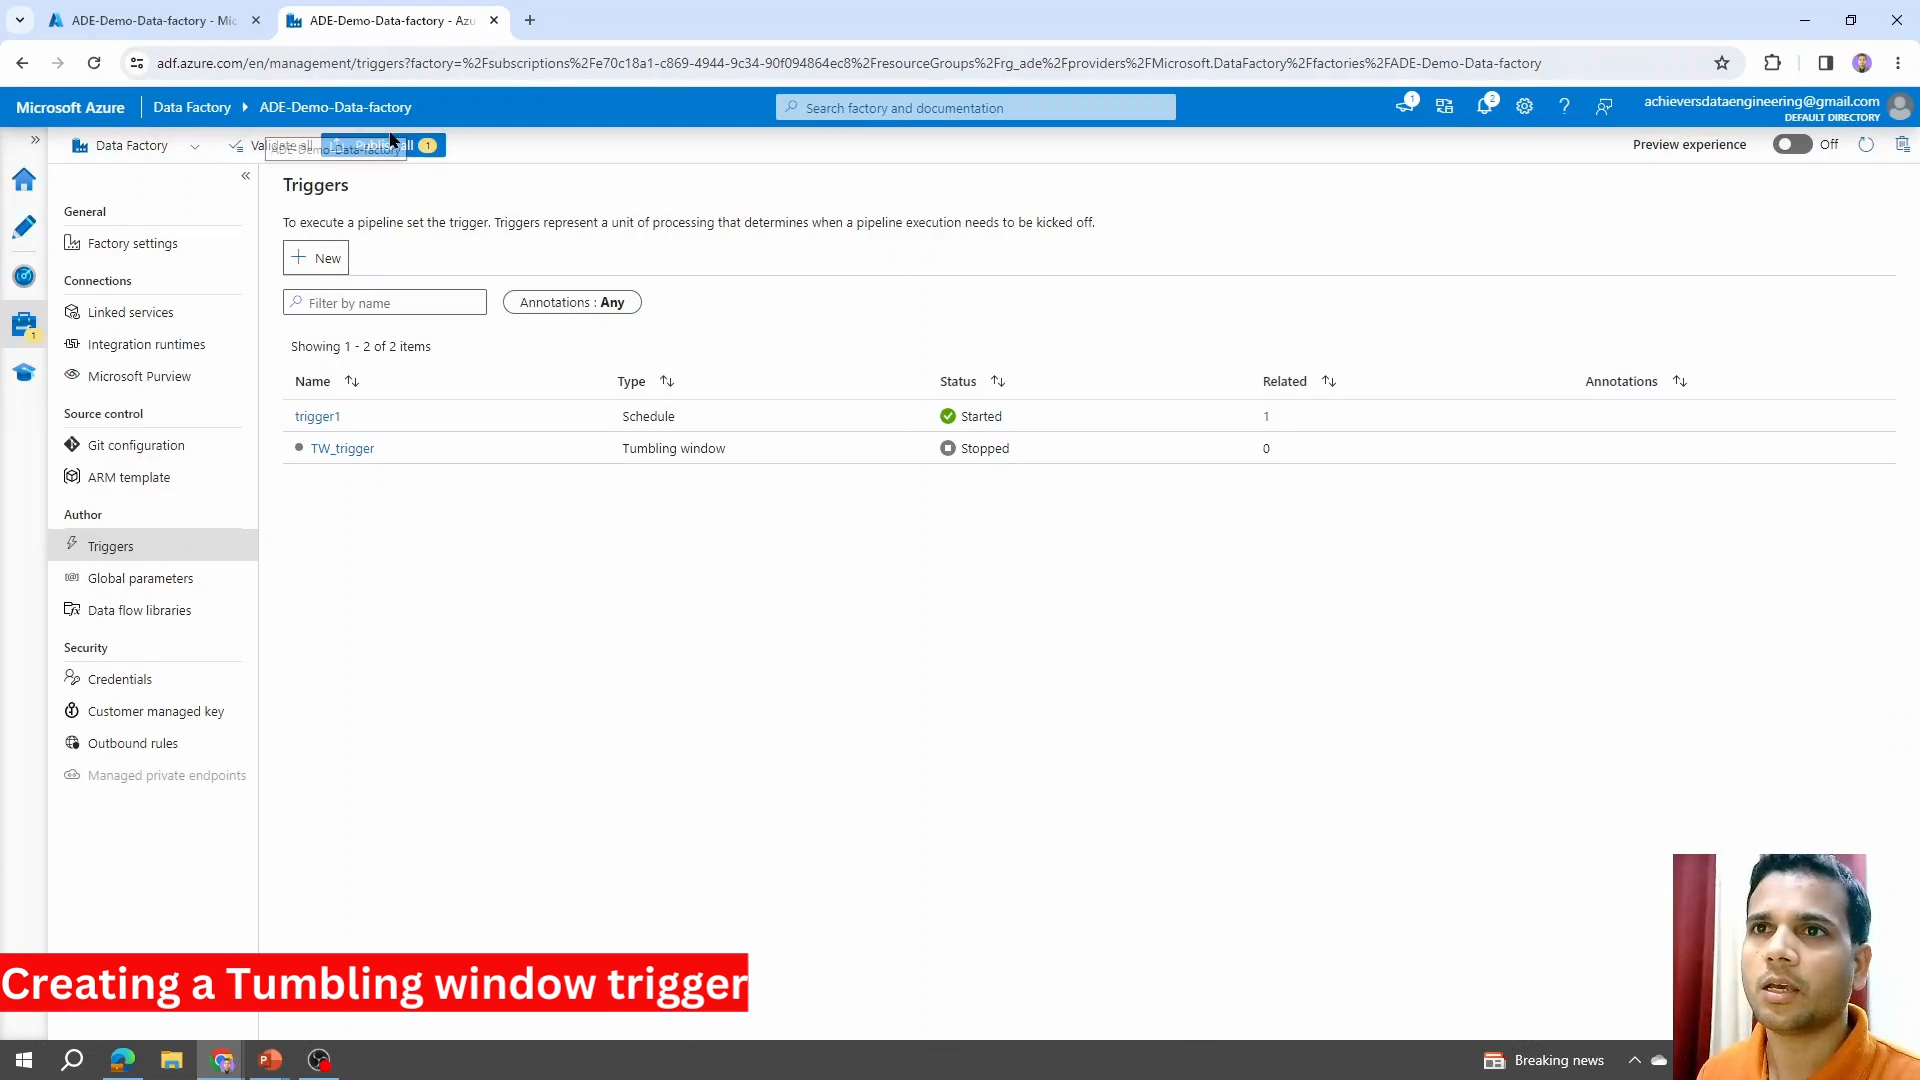 ADE-Demo-Data-factory - Mic
ADE-Demo-Data-factory - Azu
adf.azure.com/en/management/triggers?factory=%2Fsubscriptions%2Fe70c18a1-c869-4944-9c34-90f094864ec8%2FresourceGroups%2Frg_ade%2Fproviders%2FMicrosoft.DataFactory%2Ffactories%2FADE-Demo-Data-factory
Microsoft Azure
Data Factory
ADE-Demo-Data-factory
Search factory and documentation
1
2
achieversdataengineering@gmail.com
DEFAULT DIRECTORY
Data Factory
Validate all
ADE-Demo-Data-factory
Publish all
1
Preview experience
Off
General
Factory settings
Connections
Linked services
Integration runtimes
Microsoft Purview
Source control
Git configuration
ARM template
Author
Triggers
Global parameters
Data flow libraries
Security
Credentials
Customer managed key
Outbound rules
Managed private endpoints
1
Triggers
To execute a pipeline set the trigger. Triggers represent a unit of processing that determines when a pipeline execution needs to be kicked off.
New
Filter by name
Annotations : Any
Showing 1 - 2 of 2 items
Name Type Status Related Annotations
trigger1 Schedule Started 1
TW_trigger Tumbling window Stopped 0
Creating a Tumbling window trigger
Breaking news